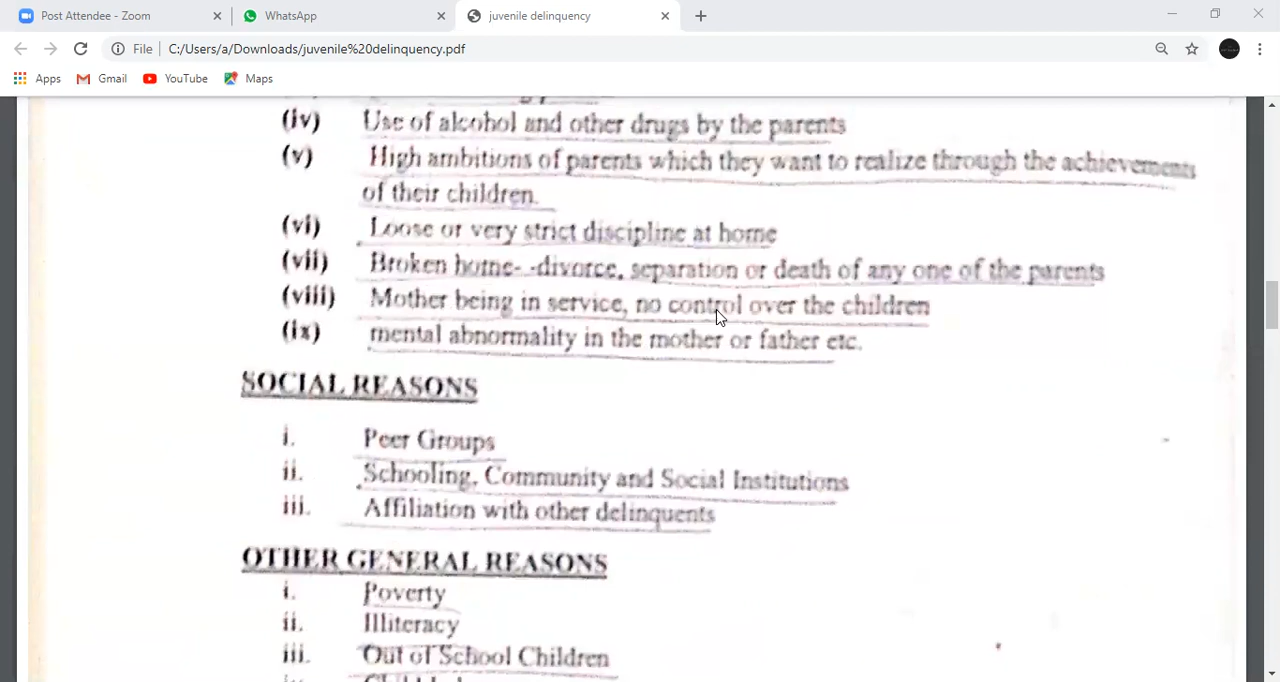 Post Attendee - Zoom
WhatsApp
juvenile delinquency
File
C:/Users/a/Downloads/juvenile%20delinquency.pdf
Apps
Gmail
YouTube
Maps
(iv) Use of alcohol and other drugs by the parents
(v) High ambitions of parents which they want to realize through the achievements
of their children.
(vi) Loose or very strict discipline at home
(vii) Broken home- -divorce, separation or death of any one of the parents
(viii) Mother being in service, no control over the children
(ix) mental abnormality in the mother or father etc.
SOCIAL REASONS
i. Peer Groups
ii. Schooling, Community and Social Institutions
iii. Affiliation with other delinquents
OTHER GENERAL REASONS
i. Poverty
ii. Illiteracy
iii. Out of School Children